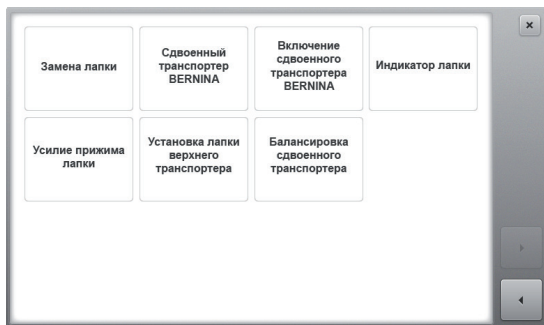 Замена лапки
Сдвоенный
транспортер
BERNINA
Включение
сдвоенного
транспортера
BERNINA
Индикатор лапки
Усилие прижима
лапки
Установка лапки
верхнего
транспортера
Балансировка
сдвоенного
транспортера